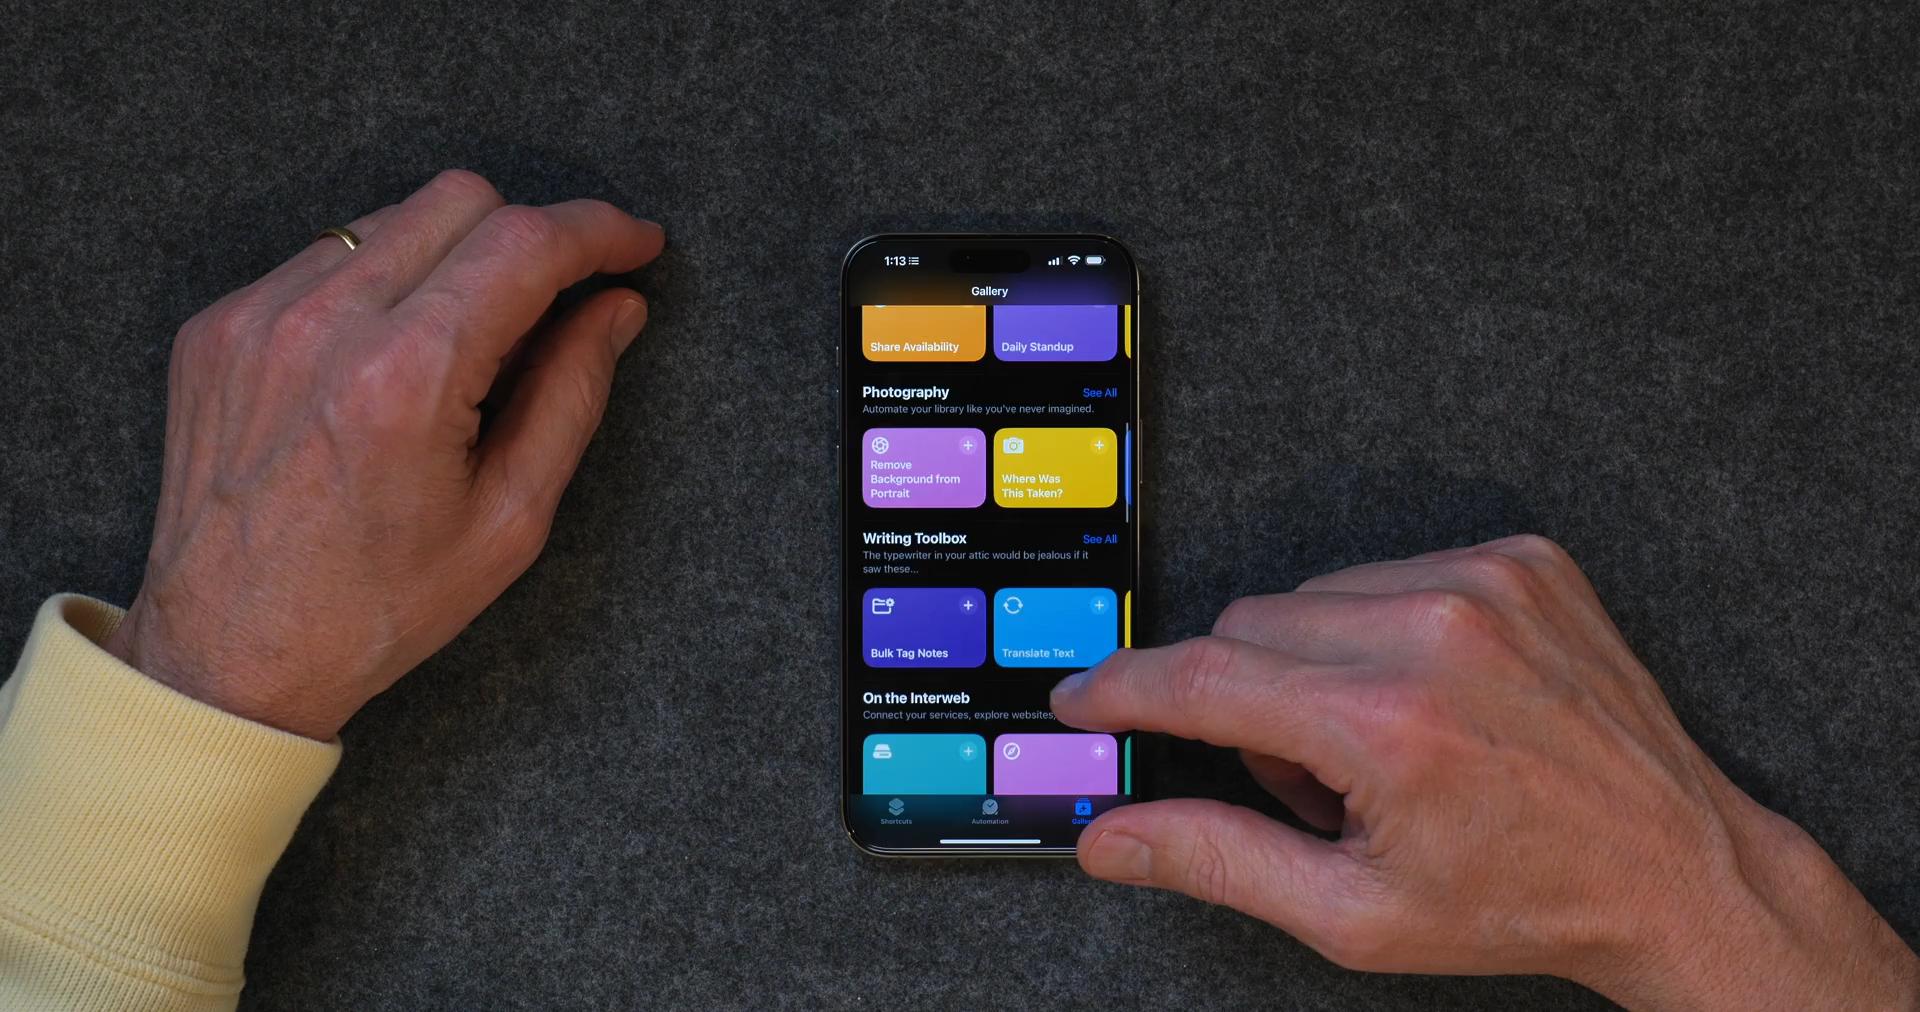 1:13
Gallery
Share Availability
Daily Standup
Photography
See All
Automate your library like you've never imagined.
Remove
Background from
Portrait
Where Was
This Taken?
Writing Toolbox
See All
The typewriter in your attic would be jealous if it
saw these...
Bulk Tag Notes
Translate Text
On the Interweb
Connect your services, explore websites,
Shortcuts
Automation
Gallery